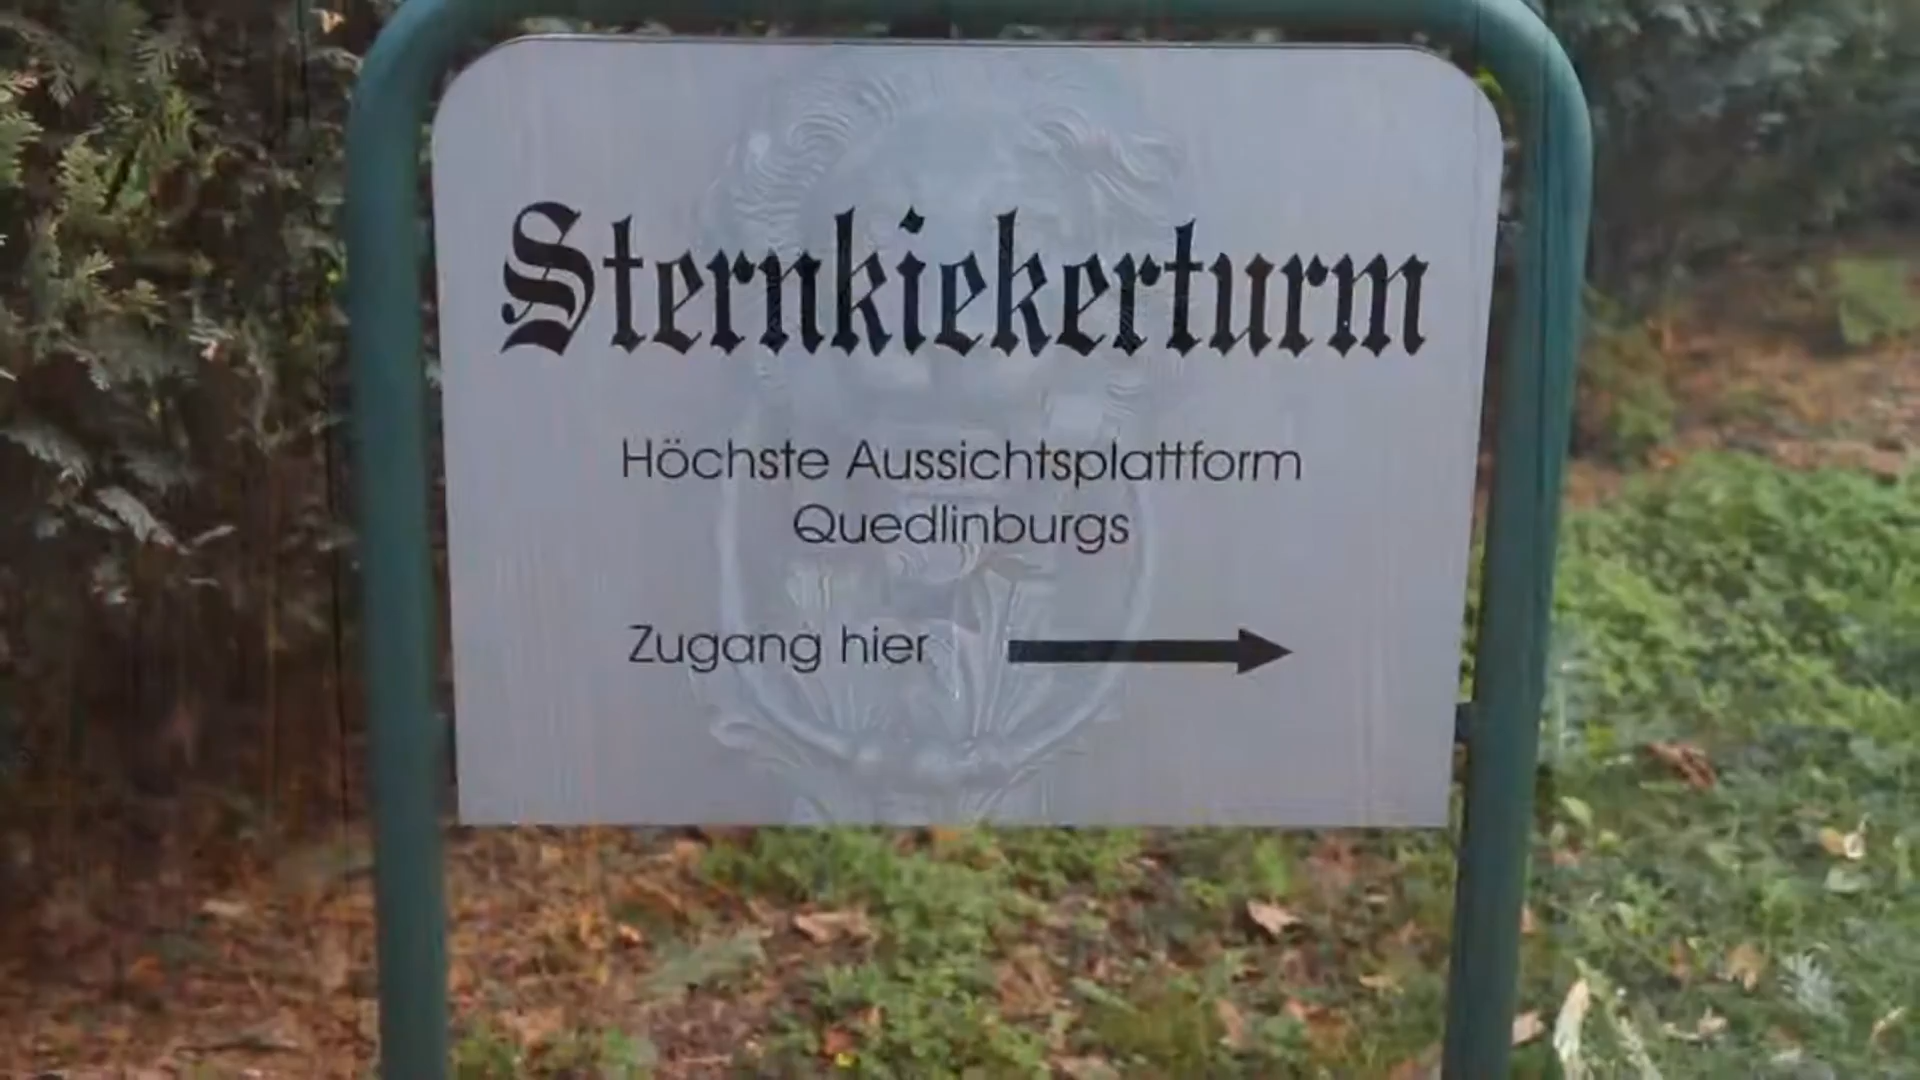 Sternkiekerturm
Höchste Aussichtsplattform
Quedlinburgs
Zugang hier